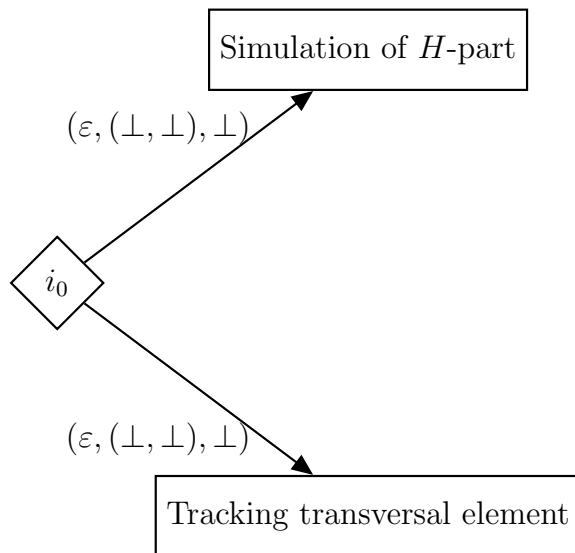 Simulation of H-part
(ε, (⊥, ⊥), ⊥)
i₀
(ε, (⊥, ⊥), ⊥)
Tracking transversal element